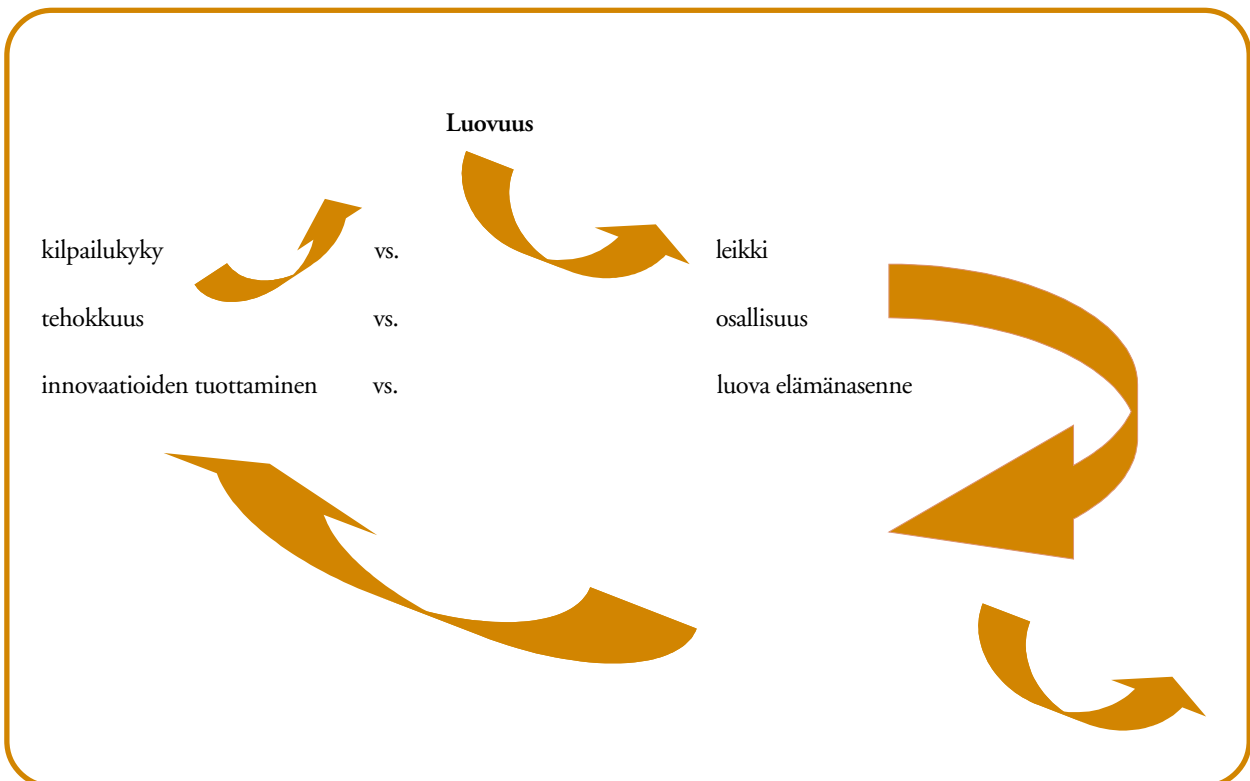 Luovuus
kilpailukyky vs. leikki
tehokkuus vs. osallisuus
innovaatioiden tuottaminen vs. luova elämänasenne